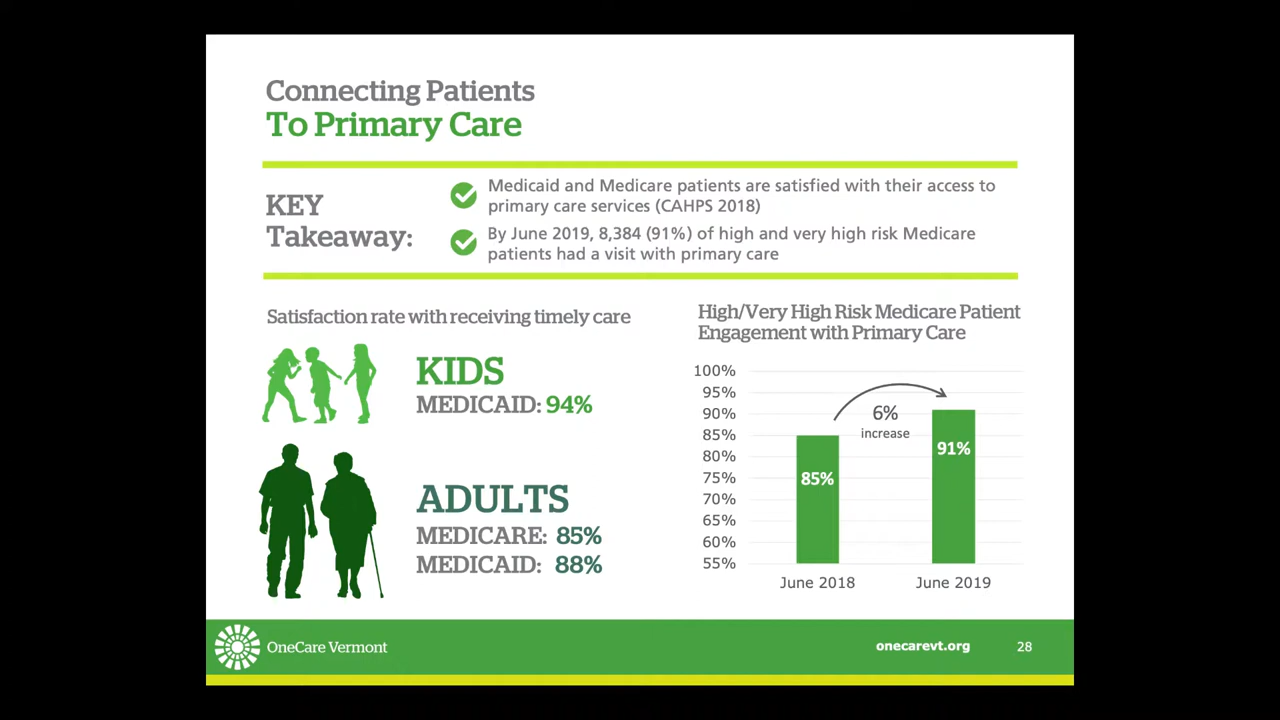 Connecting Patients
To Primary Care
KEY
Takeaway:
Medicaid and Medicare patients are satisfied with their access to
primary care services (CAHPS 2018)
By June 2019, 8,384 (91%) of high and very high risk Medicare
patients had a visit with primary care
Satisfaction rate with receiving timely care
KIDS
MEDICAID: 94%
ADULTS
MEDICARE: 85%
MEDICAID: 88%
High/Very High Risk Medicare Patient
Engagement with Primary Care
100%
95%
90%
85%
80%
75%
70%
65%
60%
55%
6%
increase
85%
91%
June 2018
June 2019
OneCare Vermont
onecarevt.org
28